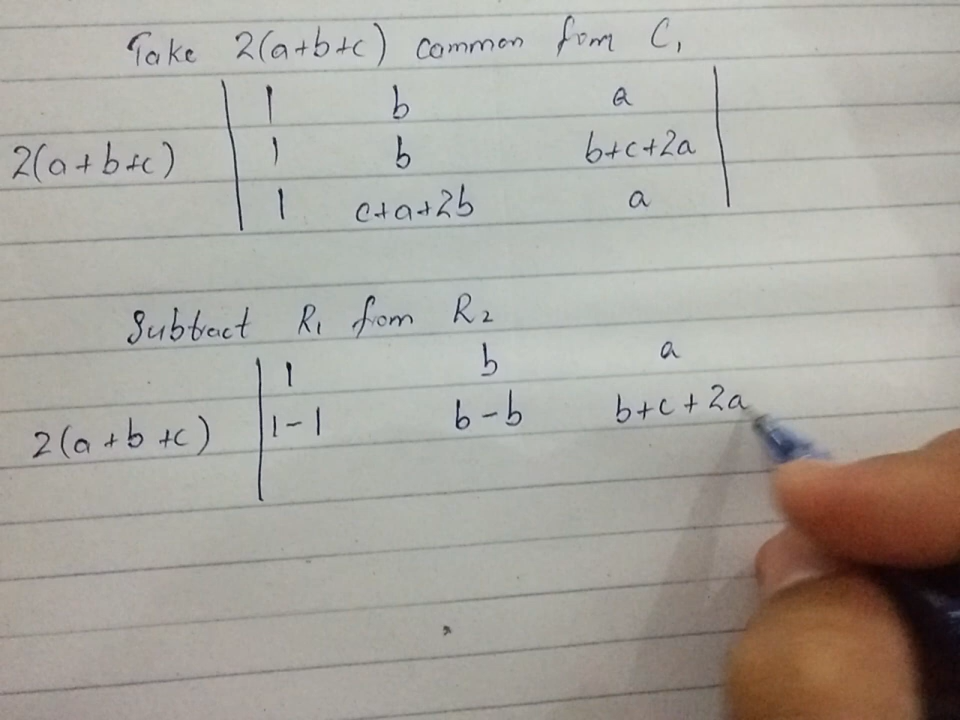 Take 2(a+b+c) common from C₁
| 1 b a |
2(a+b+c) | 1 b b+c+2a |
| 1 c+a+2b a |
Subtract R₁ from R₂
| 1 b a
2(a+b+c) | 1-1 b-b b+c+2a